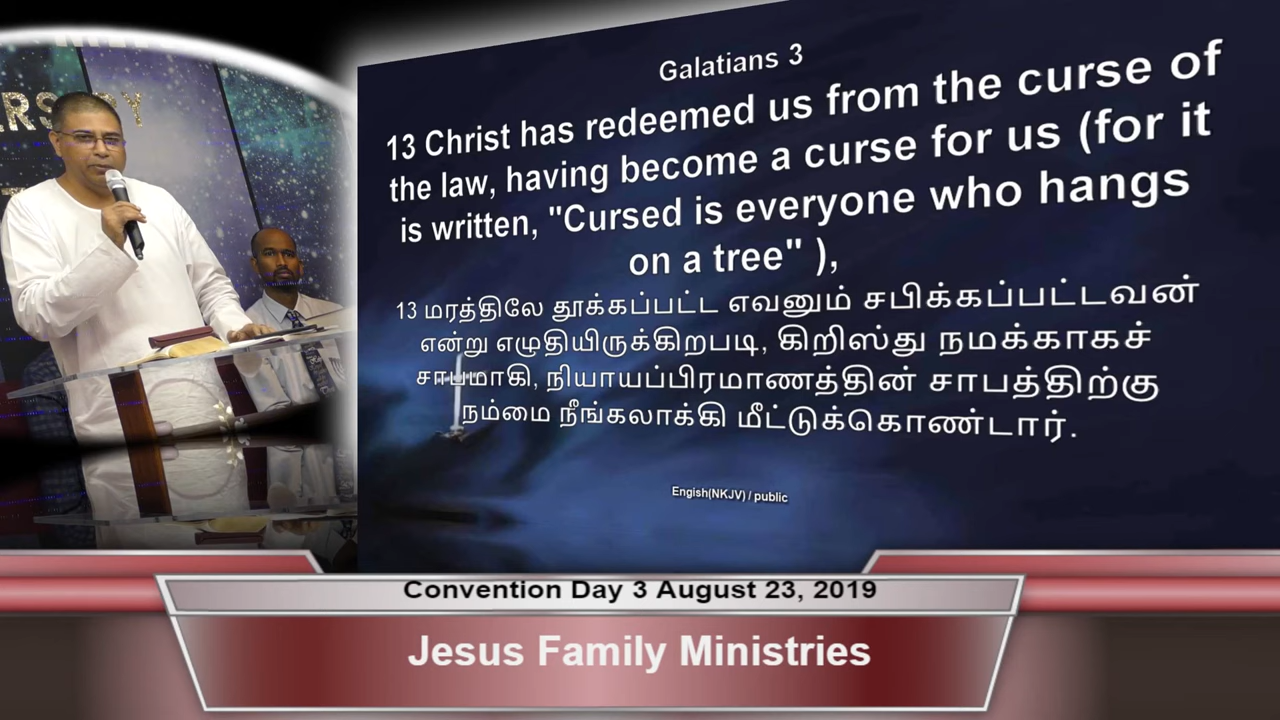 Galatians 3
13 Christ has redeemed us from the curse of
the law, having become a curse for us (for it
is written, "Cursed is everyone who hangs
on a tree" ),
13 மரத்திலே தூக்கப்பட்ட எவனும் சபிக்கப்பட்டவன்
என்று எழுதியிருக்கிறபடி, கிறிஸ்து நமக்காகச்
சாபமாகி, நியாயப்பிரமாணத்தின் சாபத்திற்கு
நம்மை நீங்கலாக்கி மீட்டுக்கொண்டார்.
Engish(NKJV) / public
Convention Day 3 August 23, 2019
Jesus Family Ministries